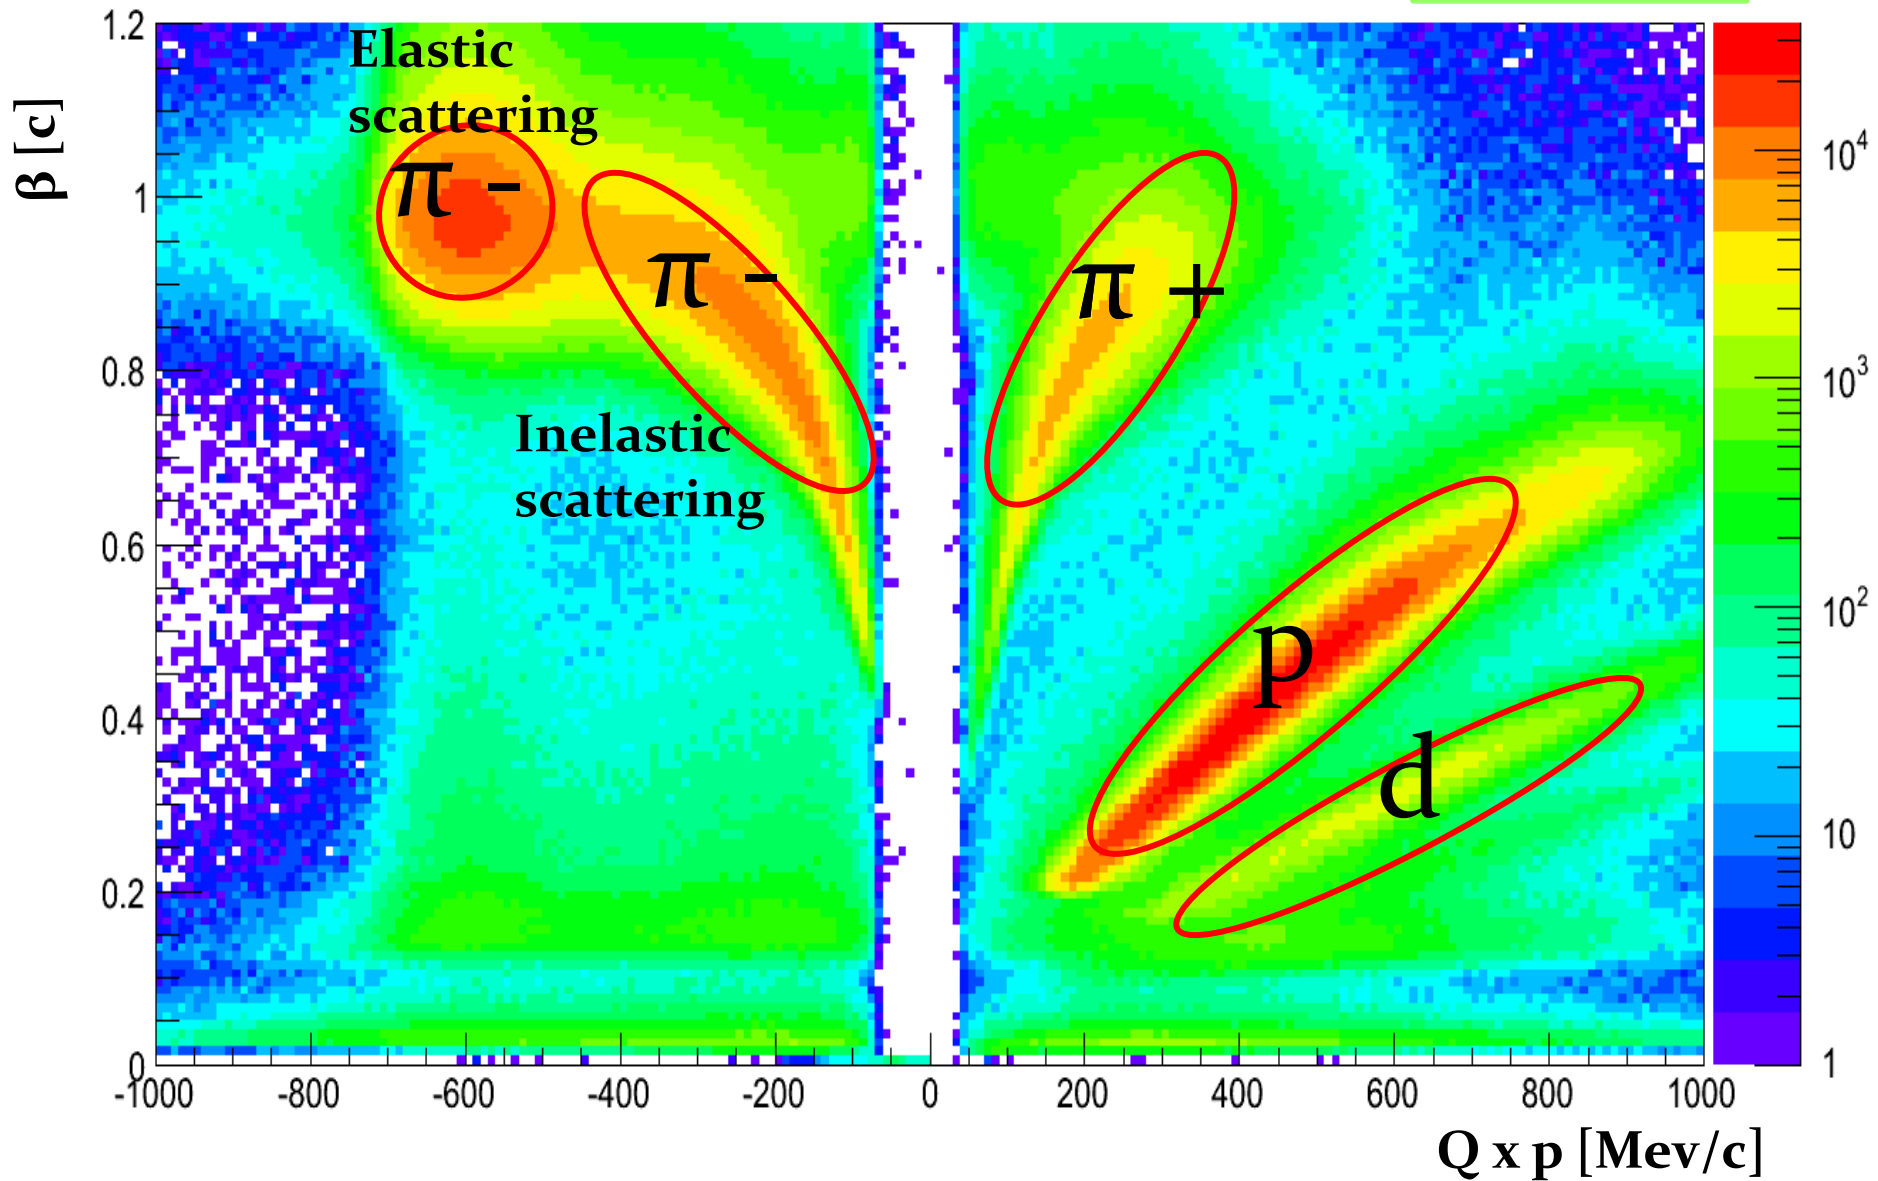 β [c]
1.2
1
0.8
0.6
0.4
0.2
0
Elastic
scattering
π -
π -
Inelastic
scattering
π +
p
d
10⁴
10³
10²
10
1
-1000 -800 -600 -400 -200 0 200 400 600 800 1000
Q x p [Mev/c]